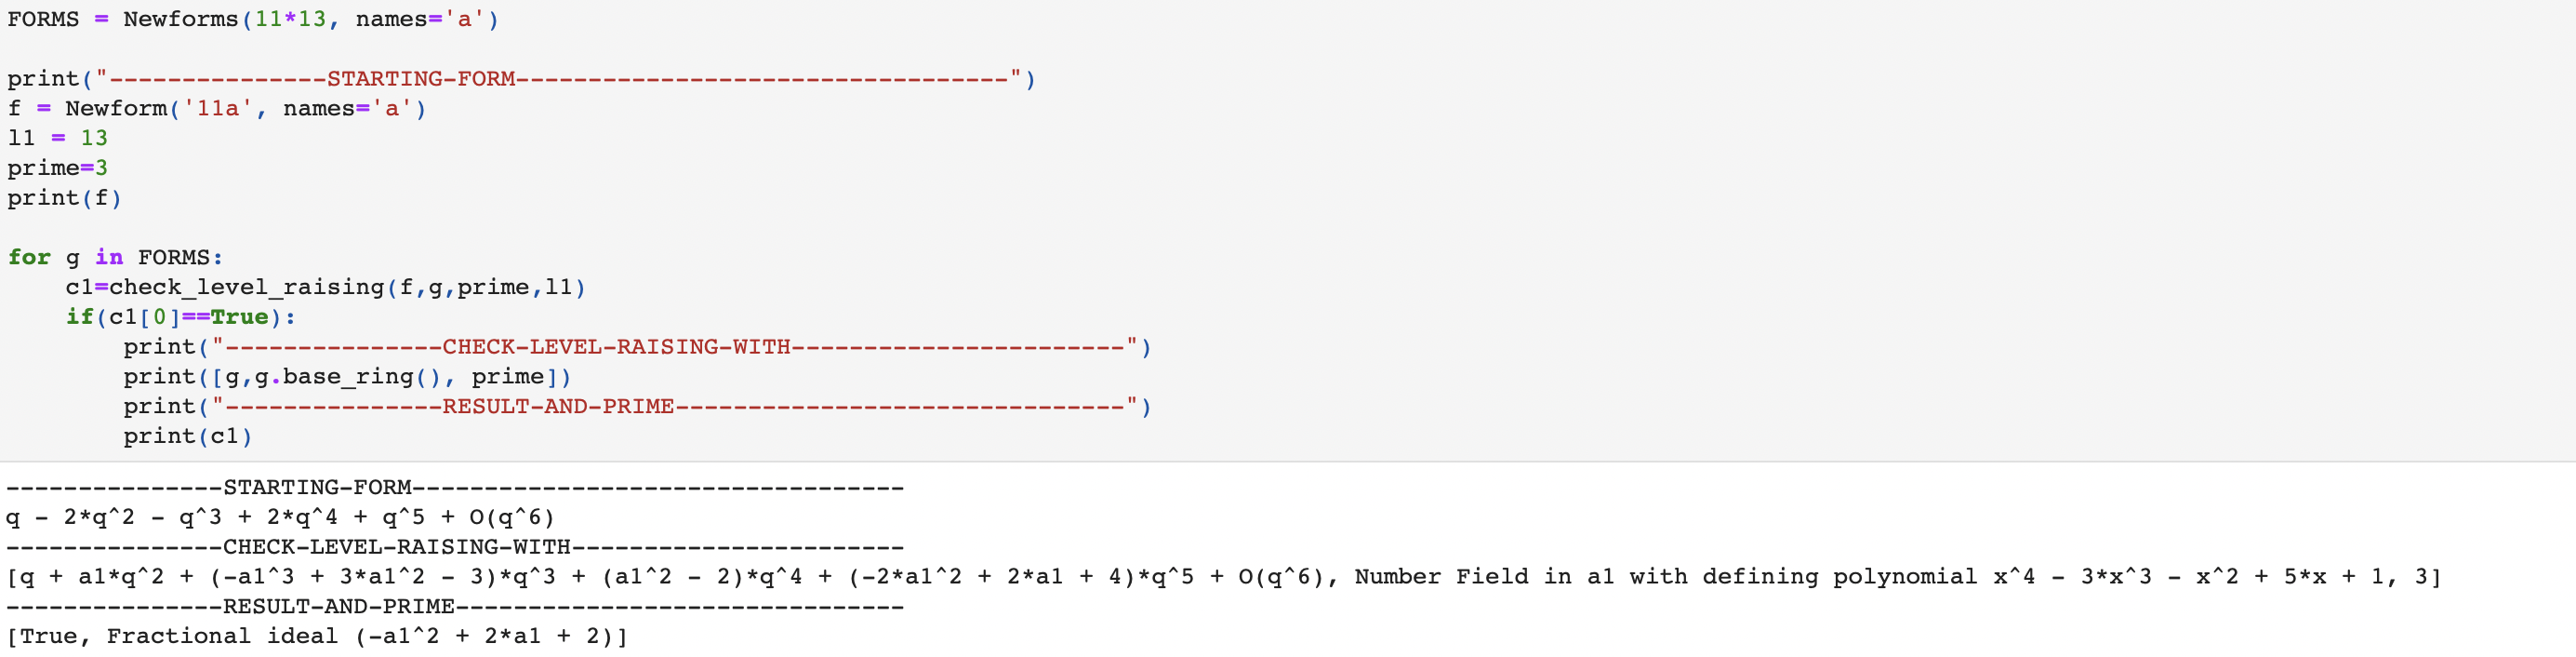 FORMS = Newforms(11*13, names='a')
print("---------------STARTING-FORM----------------------------------")
f = Newform('11a', names='a')
l1 = 13
prime=3
print(f)
for g in FORMS:
    c1=check_level_raising(f,g,prime,l1)
    if(c1[0]==True):
        print("---------------CHECK-LEVEL-RAISING-WITH-----------------------")
        print([g,g.base_ring(), prime])
        print("---------------RESULT-AND-PRIME-------------------------------")
        print(c1)
---------------STARTING-FORM----------------------------------
q - 2*q^2 - q^3 + 2*q^4 + q^5 + O(q^6)
---------------CHECK-LEVEL-RAISING-WITH-----------------------
[q + a1*q^2 + (-a1^3 + 3*a1^2 - 3)*q^3 + (a1^2 - 2)*q^4 + (-2*a1^2 + 2*a1 + 4)*q^5 + O(q^6), Number Field in a1 with defining polynomial x^4 - 3*x^3 - x^2 + 5*x + 1, 3]
---------------RESULT-AND-PRIME-------------------------------
[True, Fractional ideal (-a1^2 + 2*a1 + 2)]